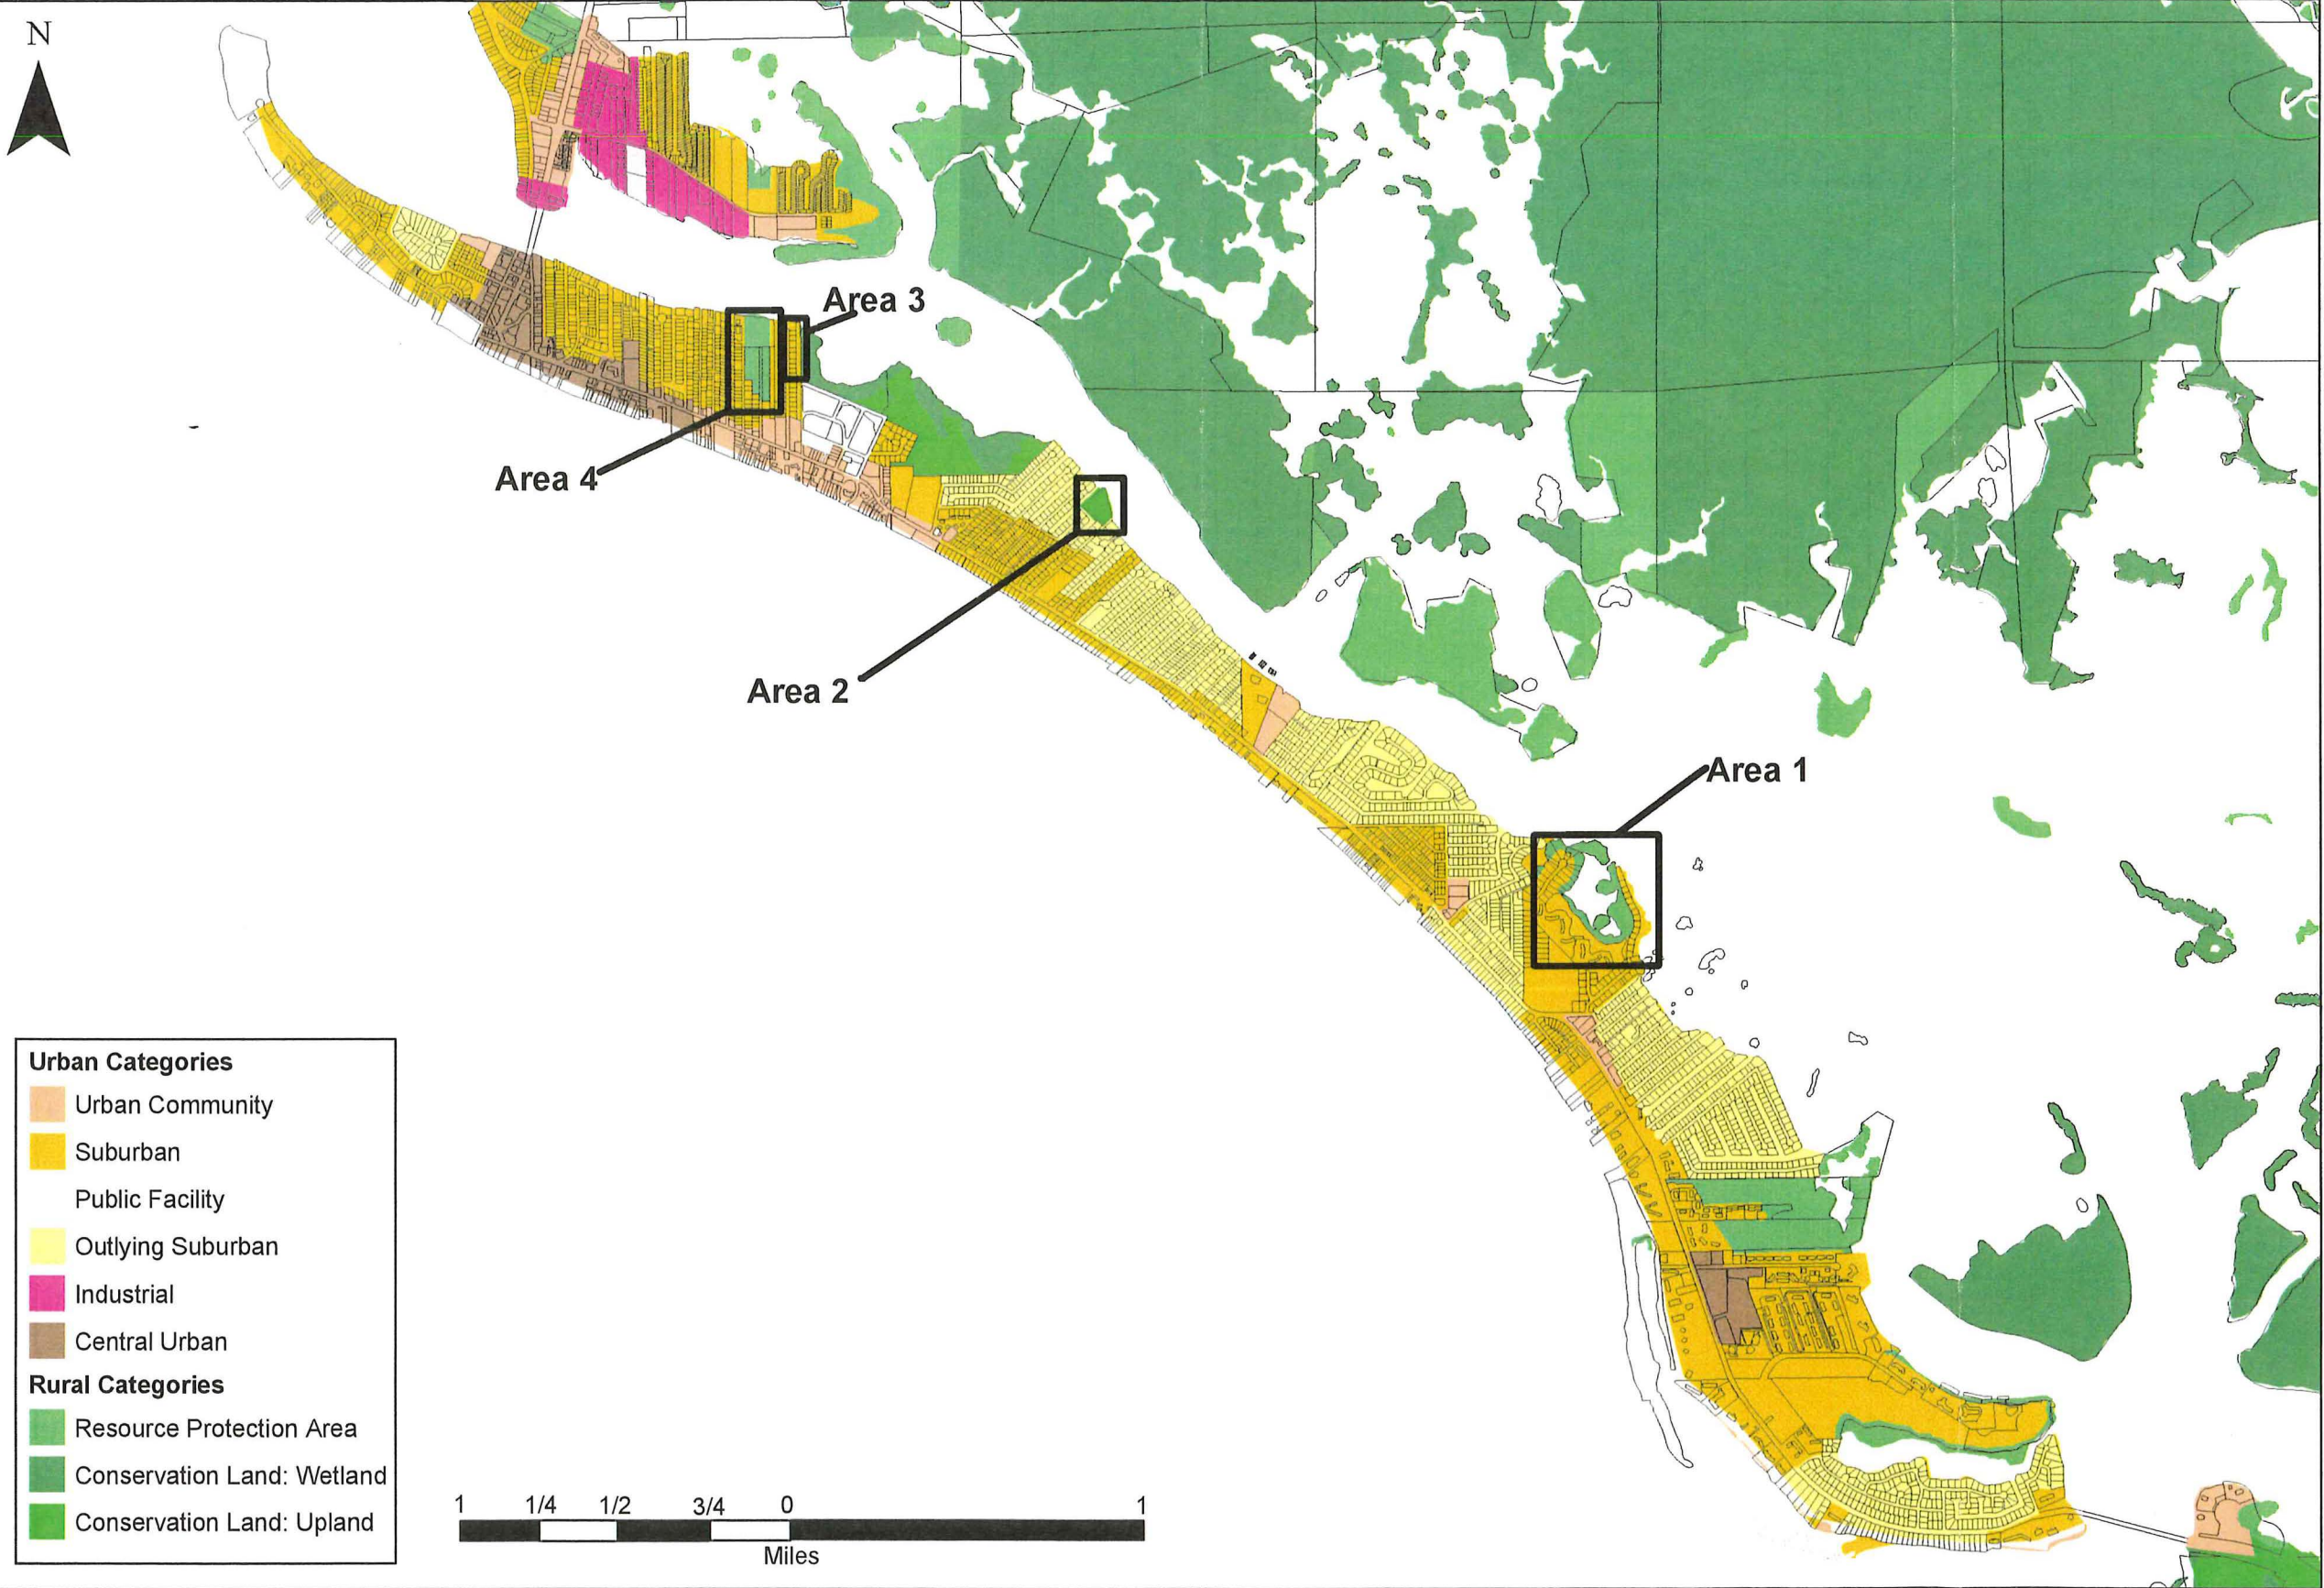 N
Area 3
Area 4
Area 2
Area 1
Urban Categories
Urban Community
Suburban
Public Facility
Outlying Suburban
Industrial
Central Urban
Rural Categories
Resource Protection Area
Conservation Land: Wetland
Conservation Land: Upland
1 1/4 1/2 3/4 0 1
Miles